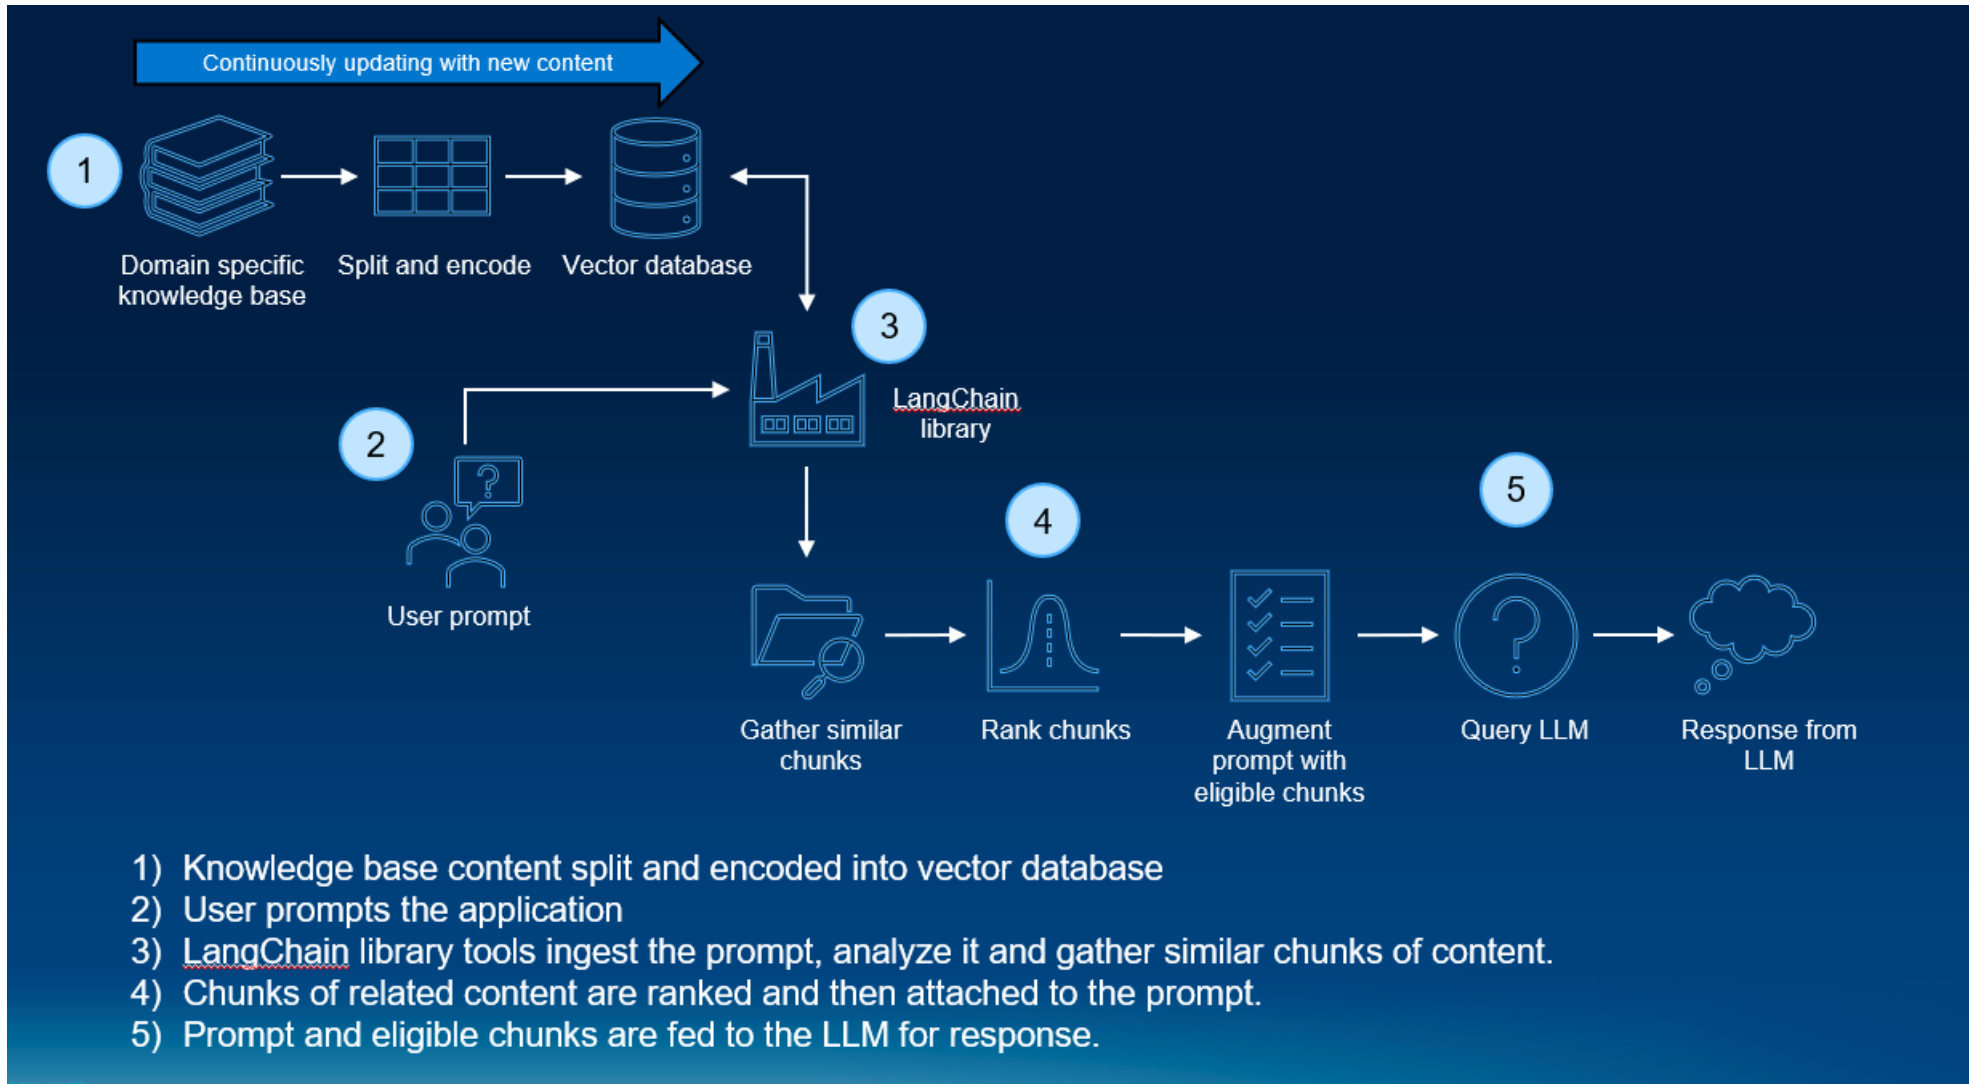 Continuously updating with new content
1
Domain specific
knowledge base
Split and encode
Vector database
3
LangChain
library
2
?
User prompt
4
5
?
Gather similar
chunks
Rank chunks
Augment
prompt with
eligible chunks
Query LLM
Response from
LLM
1) Knowledge base content split and encoded into vector database
2) User prompts the application
3) LangChain library tools ingest the prompt, analyze it and gather similar chunks of content.
4) Chunks of related content are ranked and then attached to the prompt.
5) Prompt and eligible chunks are fed to the LLM for response.